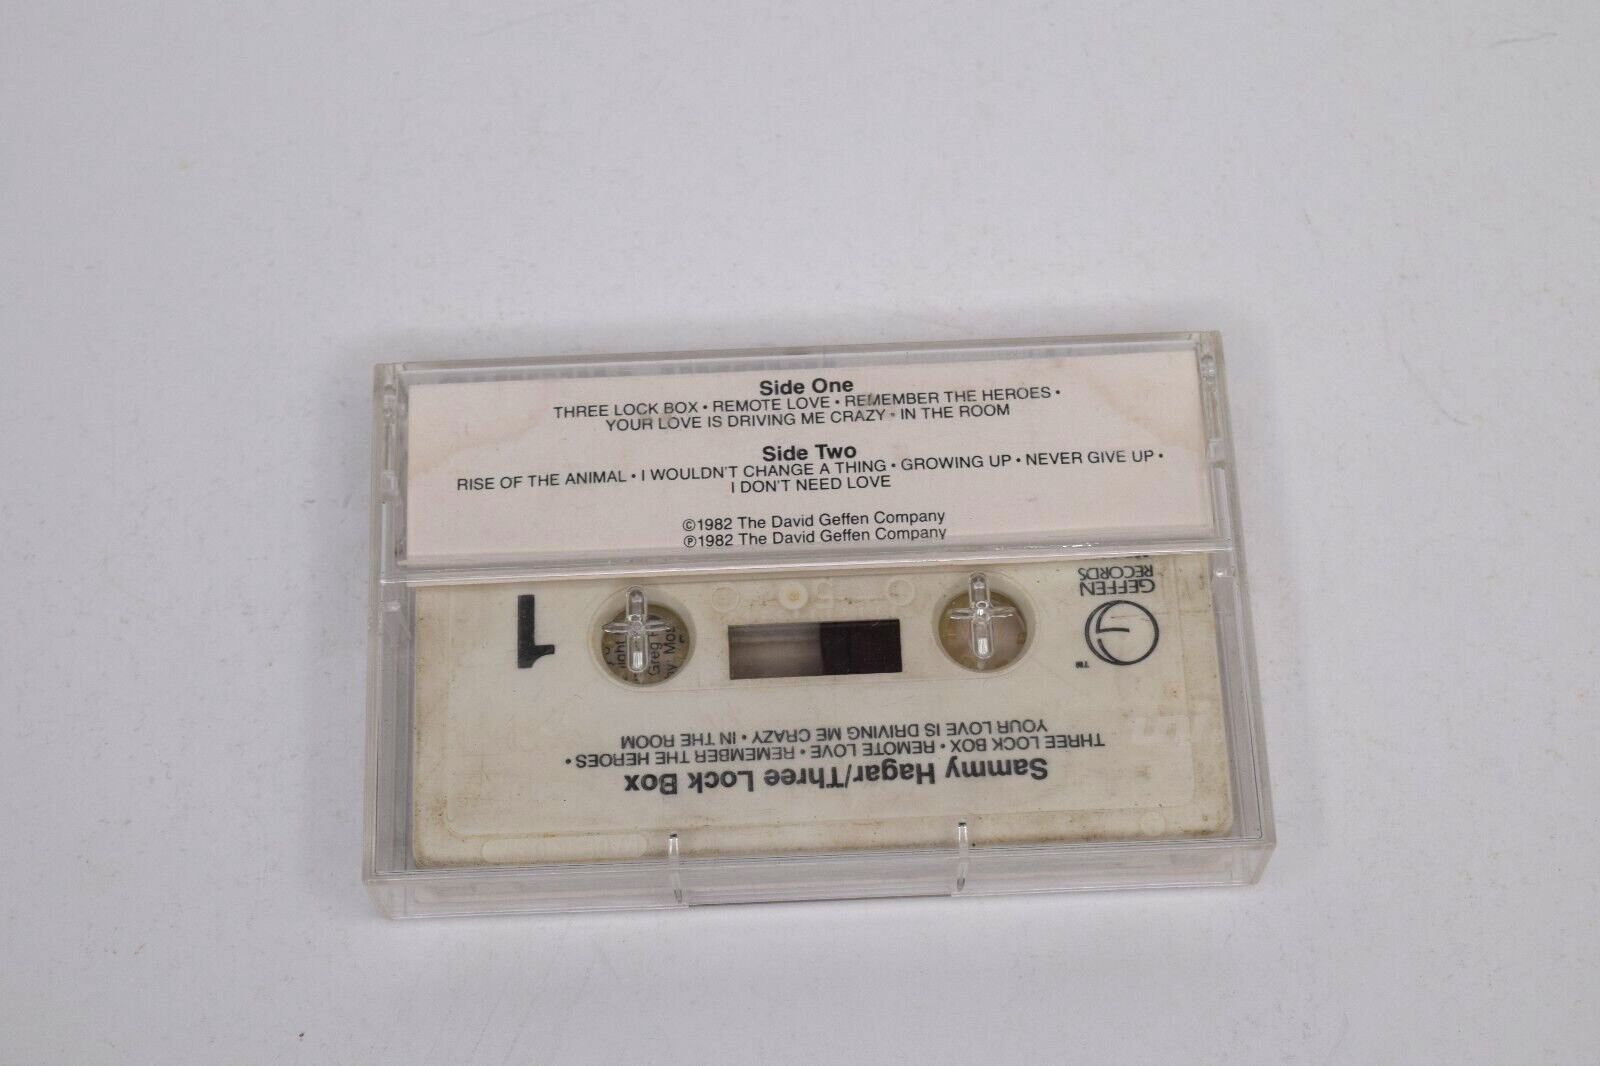 Side One
THREE LOCK BOX • REMOTE LOVE • REMEMBER THE HEROES •
YOUR LOVE IS DRIVING ME CRAZY • IN THE ROOM
Side Two
RISE OF THE ANIMAL • I WOULDN'T CHANGE A THING • GROWING UP • NEVER GIVE UP •
I DON'T NEED LOVE
©1982 The David Geffen Company
℗1982 The David Geffen Company
Sammy Hagar/Three Lock Box
THREE LOCK BOX • REMOTE LOVE • REMEMBER THE HEROES •
YOUR LOVE IS DRIVING ME CRAZY • IN THE ROOM
TM
GEFFEN
RECORDS
1
Greg